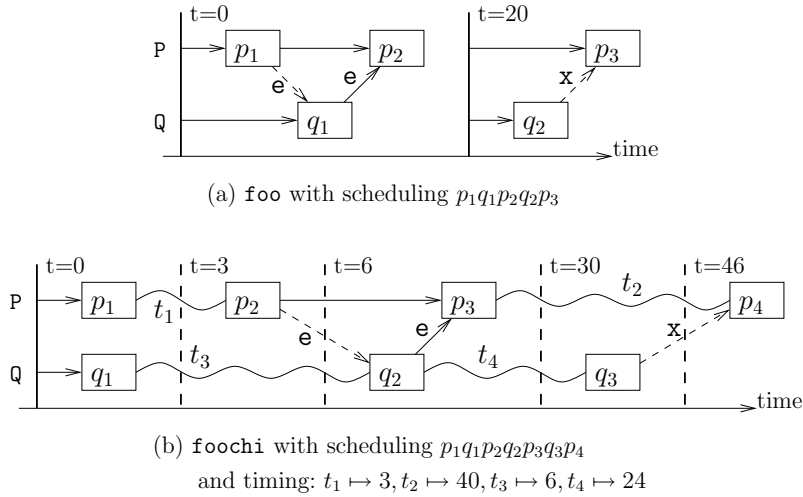 t=0 t=20
P p₁ p₂ p₃
e e x
Q q₁ q₂
time
(a) foo with scheduling p₁q₁p₂q₂p₃
t=0 t=3 t=6 t=30 t=46
P p₁ t₁ p₂ p₃ t₂ p₄
e e x
Q q₁ t₃ q₂ t₄ q₃
time
(b) foochi with scheduling p₁q₁p₂q₂p₃q₃p₄
and timing: t₁ ↦ 3, t₂ ↦ 40, t₃ ↦ 6, t₄ ↦ 24